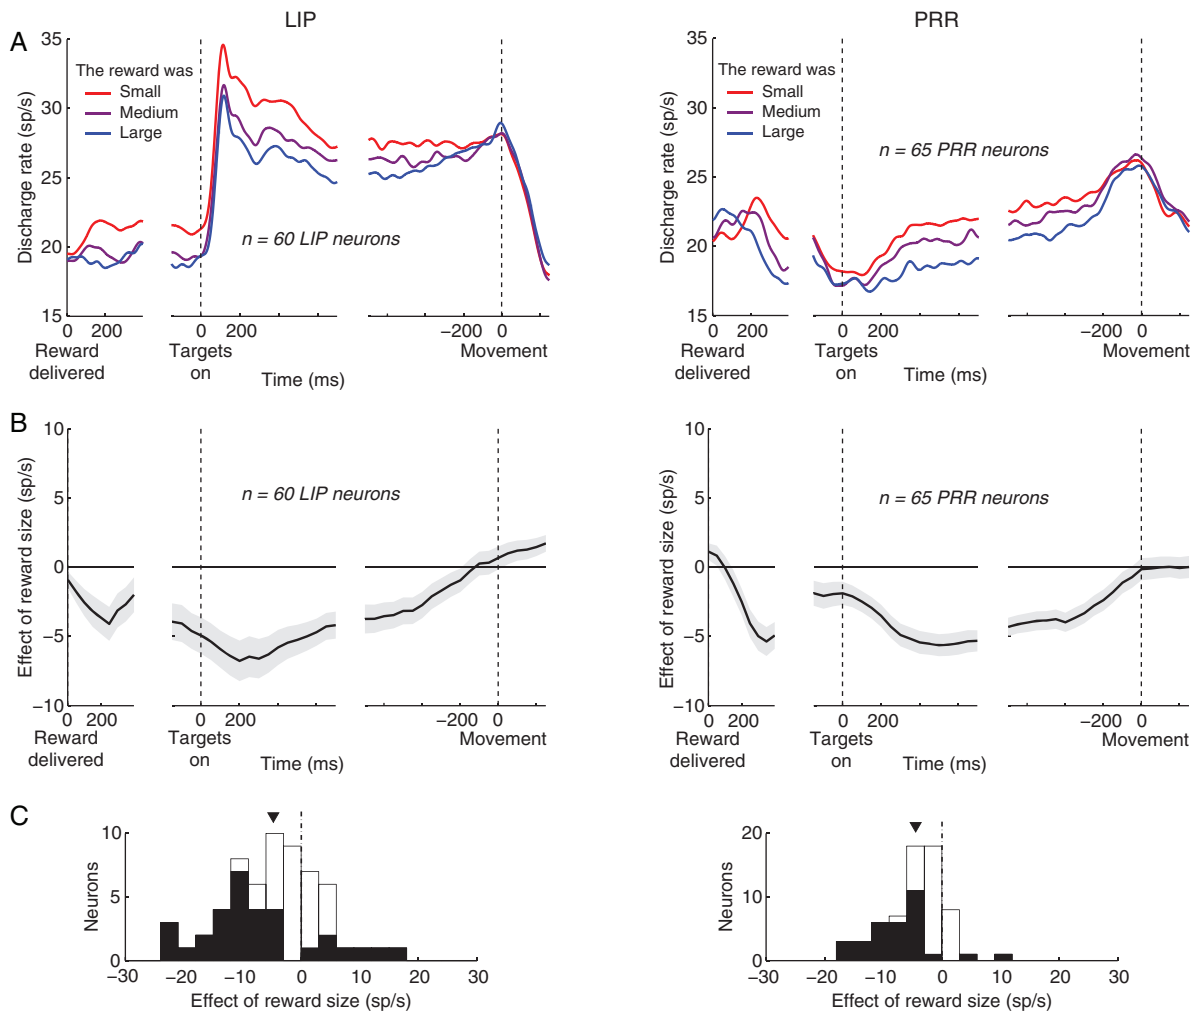 LIP
PRR
A
35
30
25
20
15
Discharge rate (sp/s)
The reward was
Small
Medium
Large
n = 60 LIP neurons
0 200
0 200
−200 0
Reward
delivered
Targets
on
Movement
Time (ms)
35
30
25
20
15
Discharge rate (sp/s)
The reward was
Small
Medium
Large
n = 65 PRR neurons
0 200
0 200
−200 0
Reward
delivered
Targets
on
Movement
Time (ms)
B
10
5
0
−5
−10
Effect of reward size (sp/s)
n = 60 LIP neurons
0 200
0 200
−200 0
Reward
delivered
Targets
on
Movement
Time (ms)
10
5
0
−5
−10
Effect of reward size (sp/s)
n = 65 PRR neurons
0 200
0 200
−200 0
Reward
delivered
Targets
on
Movement
Time (ms)
C
10
5
0
Neurons
−30 −20 −10 0 10 20 30
Effect of reward size (sp/s)
20
10
0
Neurons
−30 −20 −10 0 10 20 30
Effect of reward size (sp/s)